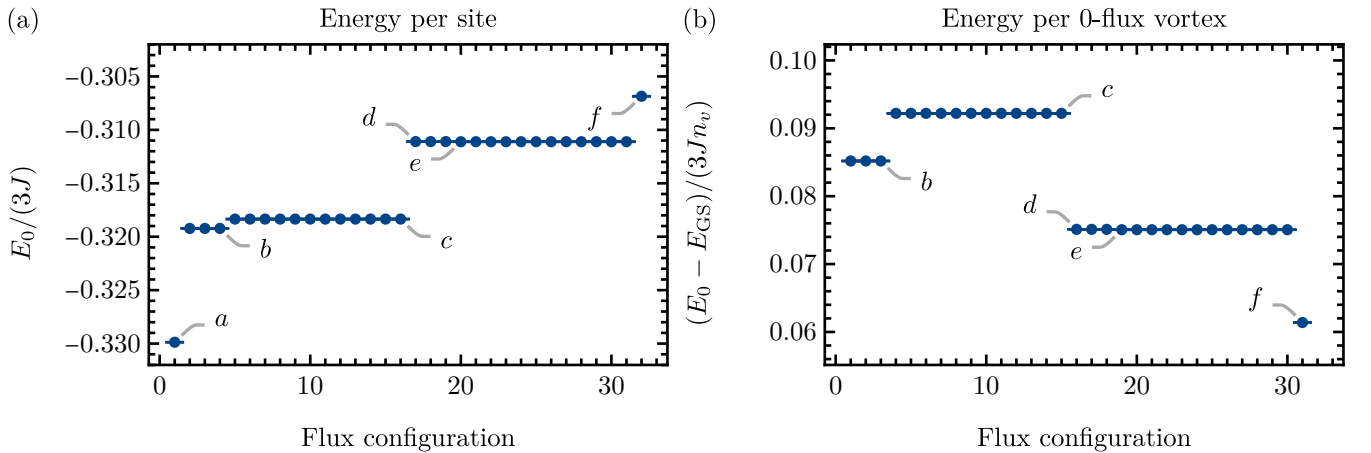 (a)
Energy per site
E₀/(3J)
−0.305
−0.310
−0.315
−0.320
−0.325
−0.330
a
b
c
d
e
f
0
10
20
30
Flux configuration
(b)
Energy per 0-flux vortex
(E₀ − E_GS)/(3Jn_v)
0.10
0.09
0.08
0.07
0.06
b
c
d
e
f
0
10
20
30
Flux configuration